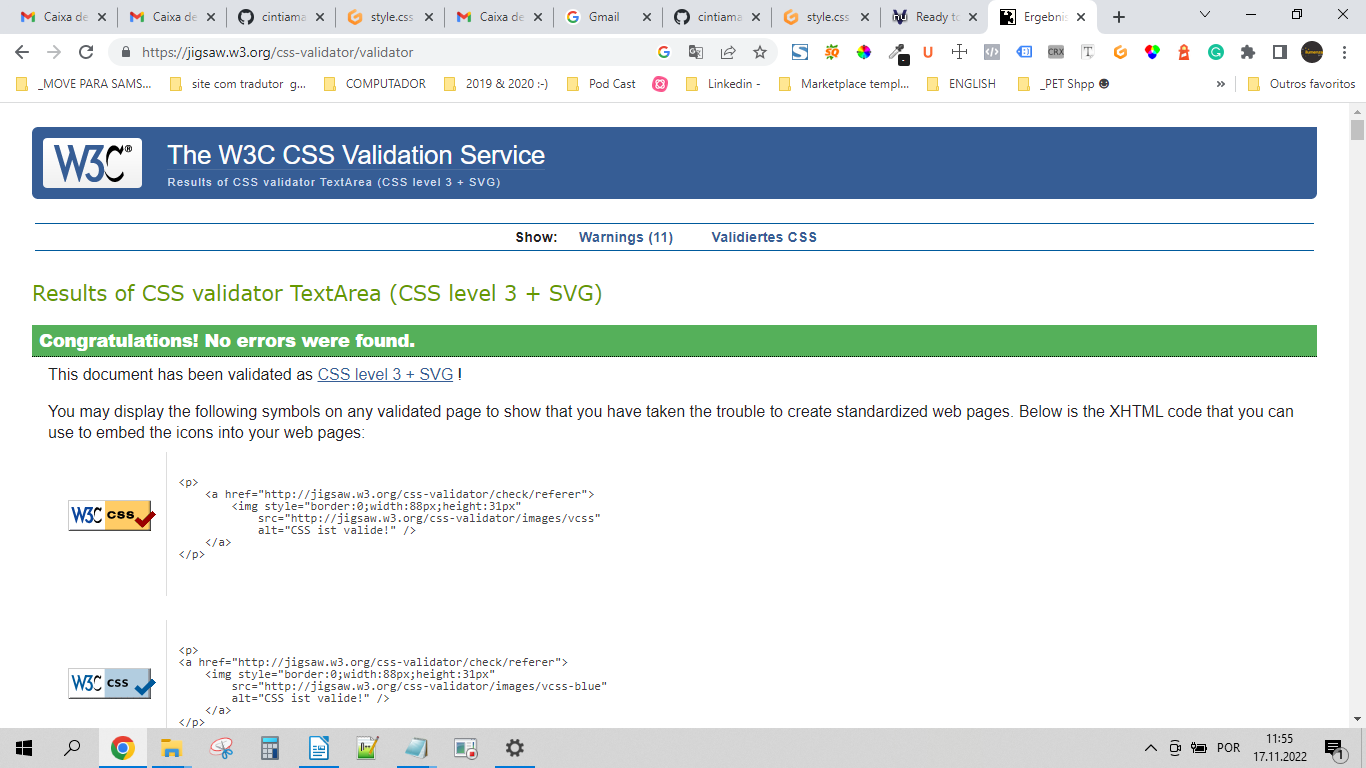 Caixa de
Caixa de
cintiama
style.css
Caixa de
Gmail
cintiama
style.css
Ready to
Ergebnis
https://jigsaw.w3.org/css-validator/validator
_MOVE PARA SAMS...
site com tradutor g...
COMPUTADOR
2019 & 2020 :-)
Pod Cast
Linkedin -
Marketplace templ...
ENGLISH
_PET Shpp ☻
»
Outros favoritos
W3C®
The W3C CSS Validation Service
Results of CSS validator TextArea (CSS level 3 + SVG)
Show: Warnings (11) Validiertes CSS
Results of CSS validator TextArea (CSS level 3 + SVG)
Congratulations! No errors were found.
This document has been validated as CSS level 3 + SVG !
You may display the following symbols on any validated page to show that you have taken the trouble to create standardized web pages. Below is the XHTML code that you can
use to embed the icons into your web pages:
W3C css
<p>
<a href="http://jigsaw.w3.org/css-validator/check/referer">
<img style="border:0;width:88px;height:31px"
src="http://jigsaw.w3.org/css-validator/images/vcss"
alt="CSS ist valide!" />
</a>
</p>
W3C css
<p>
<a href="http://jigsaw.w3.org/css-validator/check/referer">
<img style="border:0;width:88px;height:31px"
src="http://jigsaw.w3.org/css-validator/images/vcss-blue"
alt="CSS ist valide!" />
</a>
</p>
POR
11:55
17.11.2022
1